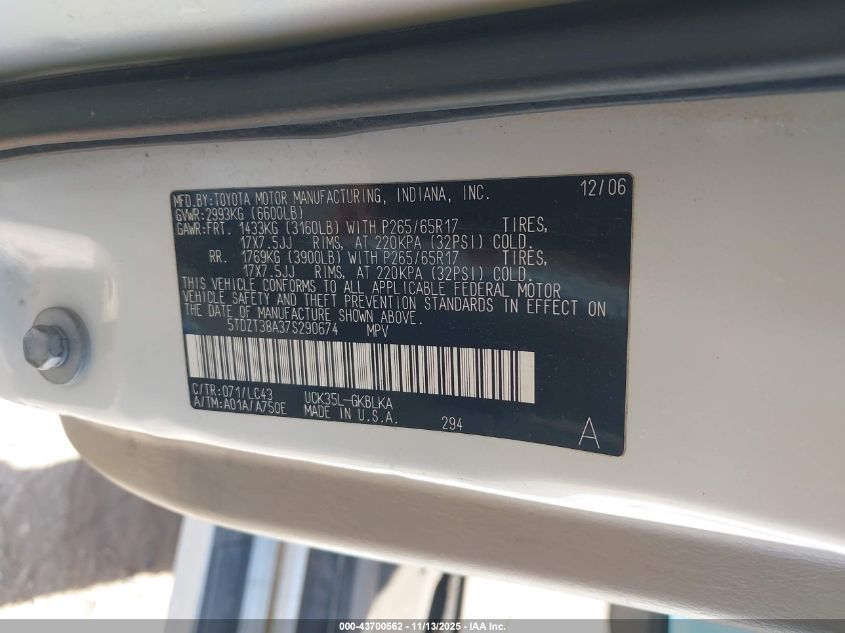 MFD.BY:TOYOTA MOTOR MANUFACTURING, INDIANA, INC. 12/06
GVWR:2993KG (6600LB)
GAWR:FRT. 1433KG (3160LB) WITH P265/65R17 TIRES,
17X7.5JJ RIMS, AT 220KPA (32PSI) COLD.
RR. 1769KG (3900LB) WITH P265/65R17 TIRES,
17X7.5JJ RIMS, AT 220KPA (32PSI) COLD.
THIS VEHICLE CONFORMS TO ALL APPLICABLE FEDERAL MOTOR
VEHICLE SAFETY AND THEFT PREVENTION STANDARDS IN EFFECT ON
THE DATE OF MANUFACTURE SHOWN ABOVE.
5TDZT38A37S290674 MPV
C/TR:071/LC43 UCK35L-GKBLKA
A/TM:A01A/A750E MADE IN U.S.A. 294 A
000-43700562 - 11/13/2025 - IAA Inc.